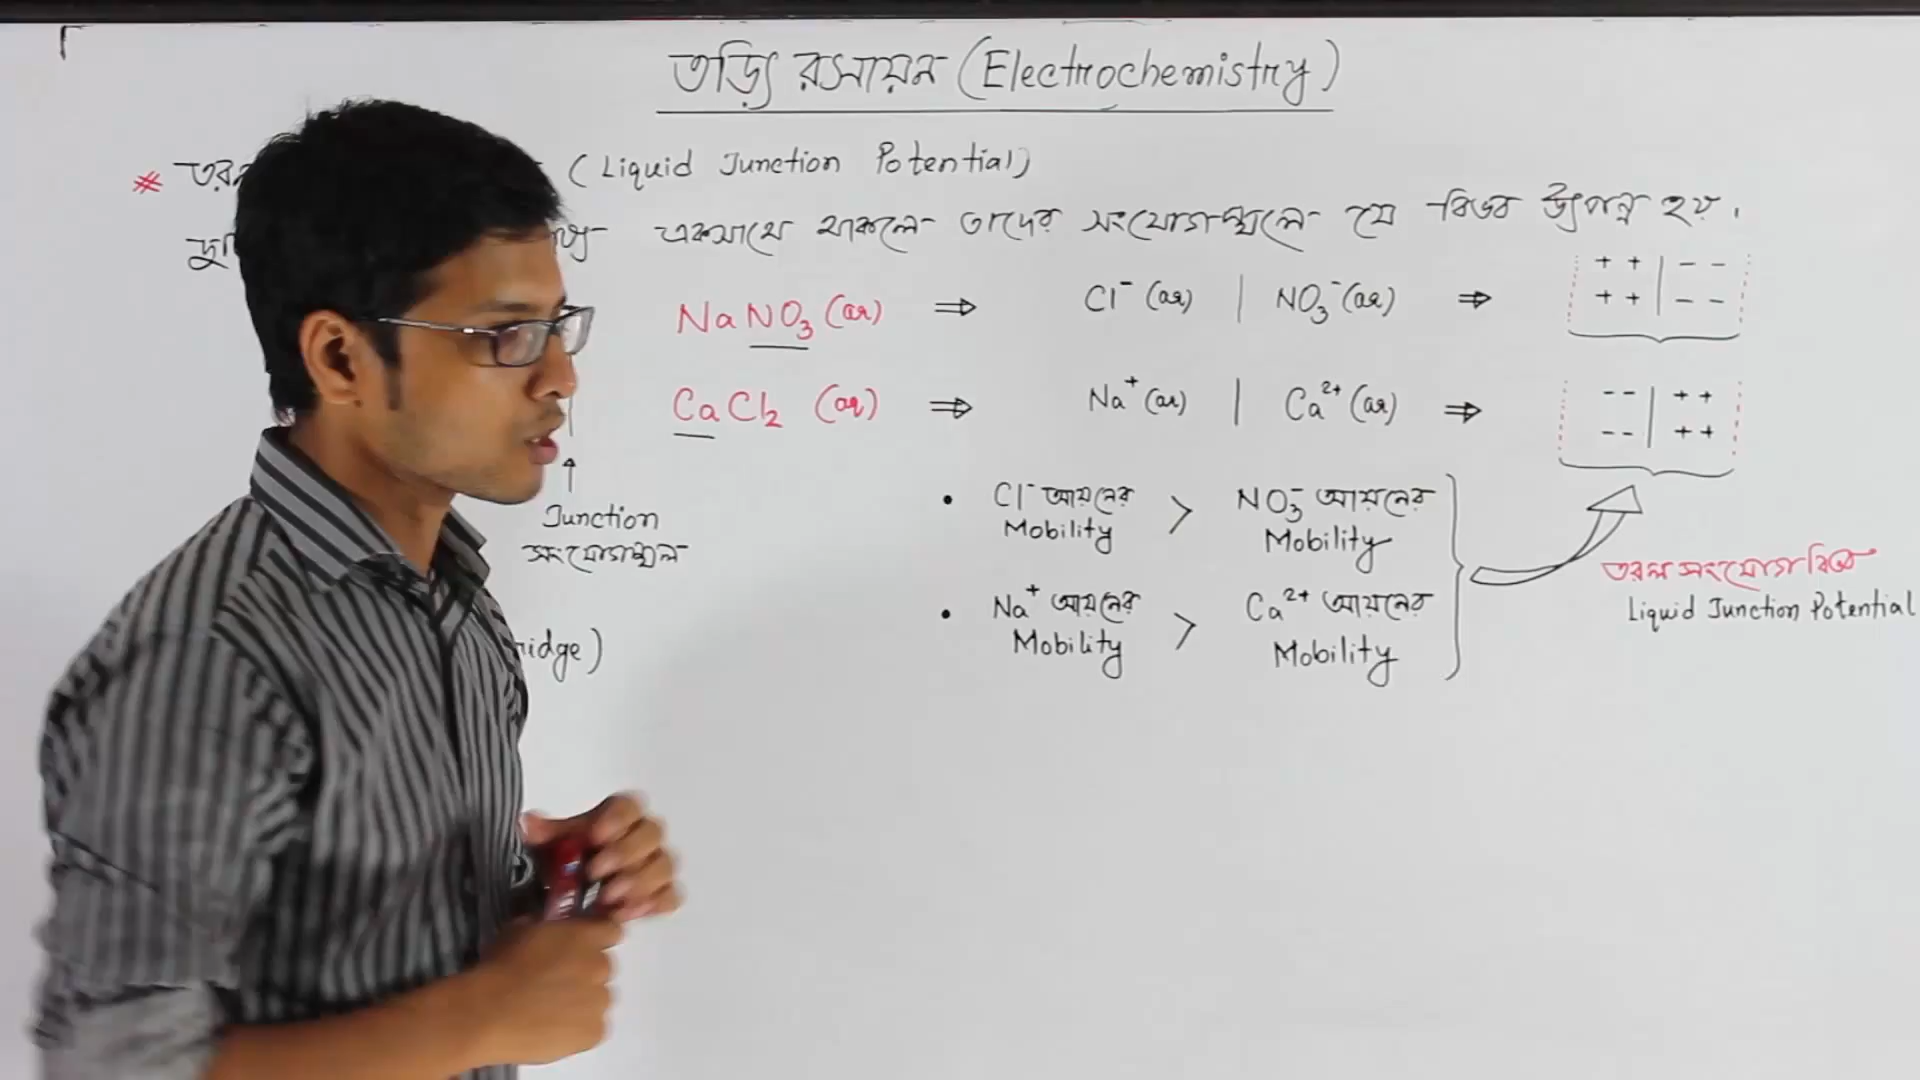 তড়িৎ রসায়ন (Electrochemistry)
# (Liquid Junction Potential)
একসাথে থাকলে তাদের সংযোগস্থলে যে বিভব উৎপন্ন হয়।
NaNO₃ (aq) ⇒ Cl⁻ (aq) | NO₃⁻ (aq) ⇒ + + | − −
+ + | − −
CaCl₂ (aq) ⇒ Na⁺ (aq) | Ca²⁺ (aq) ⇒ − − | + +
− − | + +
• Cl⁻ আয়নের Mobility > NO₃⁻ আয়নের Mobility
• Na⁺ আয়নের Mobility > Ca²⁺ আয়নের Mobility
↑
Junction
সংযোগস্থল
তরল সংযোগ বিভব
Liquid Junction Potential
ridge)